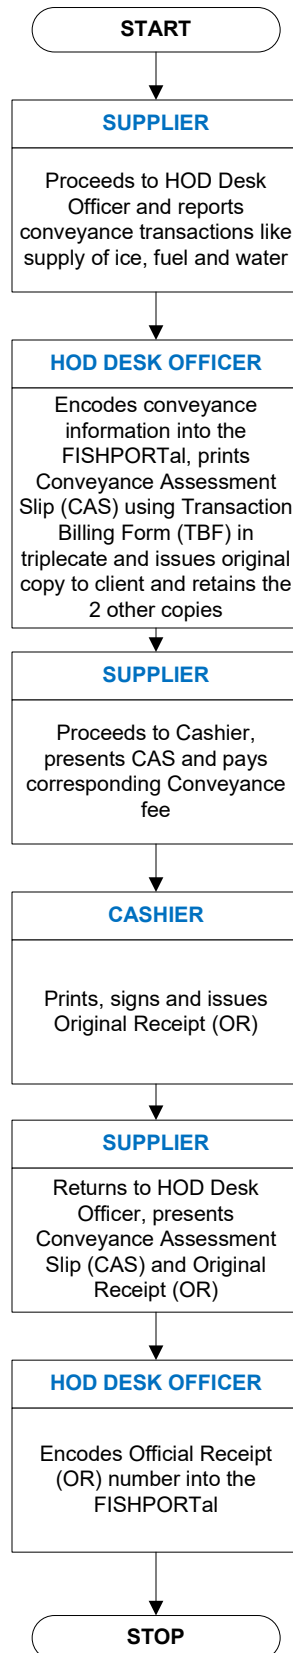 START
SUPPLIER
Proceeds to HOD Desk
Officer and reports
conveyance transactions like
supply of ice, fuel and water
HOD DESK OFFICER
Encodes conveyance
information into the
FISHPORTal, prints
Conveyance Assessment
Slip (CAS) using Transaction
Billing Form (TBF) in
triplecate and issues original
copy to client and retains the
2 other copies
SUPPLIER
Proceeds to Cashier,
presents CAS and pays
corresponding Conveyance
fee
CASHIER
Prints, signs and issues
Original Receipt (OR)
SUPPLIER
Returns to HOD Desk
Officer, presents
Conveyance Assessment
Slip (CAS) and Original
Receipt (OR)
HOD DESK OFFICER
Encodes Official Receipt
(OR) number into the
FISHPORTal
STOP